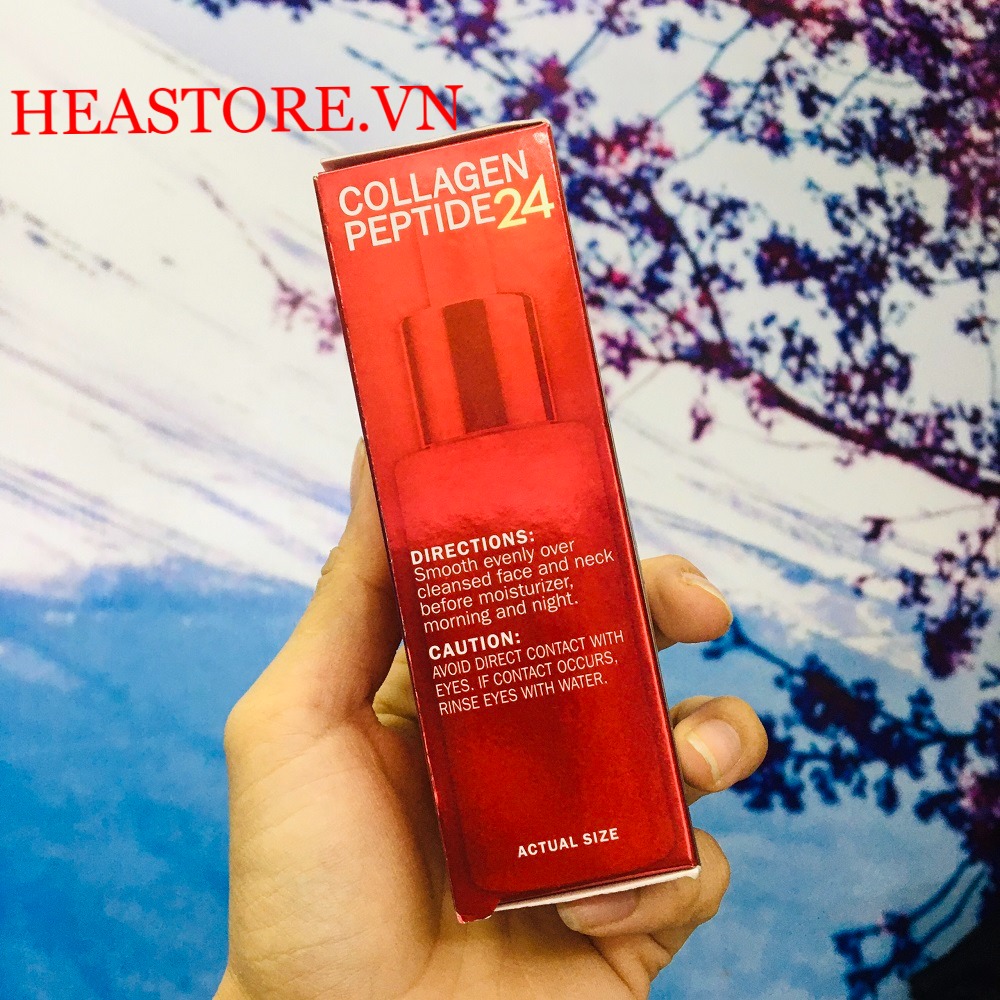 HEASTORE.VN
COLLAGEN
PEPTIDE24
DIRECTIONS:
Smooth evenly over
cleansed face and neck
before moisturizer,
morning and night.
CAUTION:
AVOID DIRECT CONTACT WITH
EYES. IF CONTACT OCCURS,
RINSE EYES WITH WATER.
ACTUAL SIZE